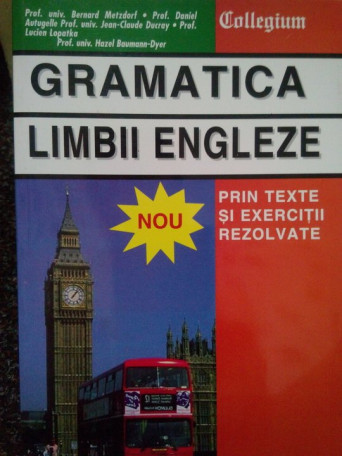 Prof. univ. Bernard Metzdorf • Prof. Daniel
Autugelle Prof. univ. Jean-Claude Ducray • Prof.
Lucien Lopatka
Prof. univ. Hazel Baumann-Dyer
Collegium
GRAMATICA
LIMBII ENGLEZE
NOU
PRIN TEXTE
ȘI EXERCIȚII
REZOLVATE